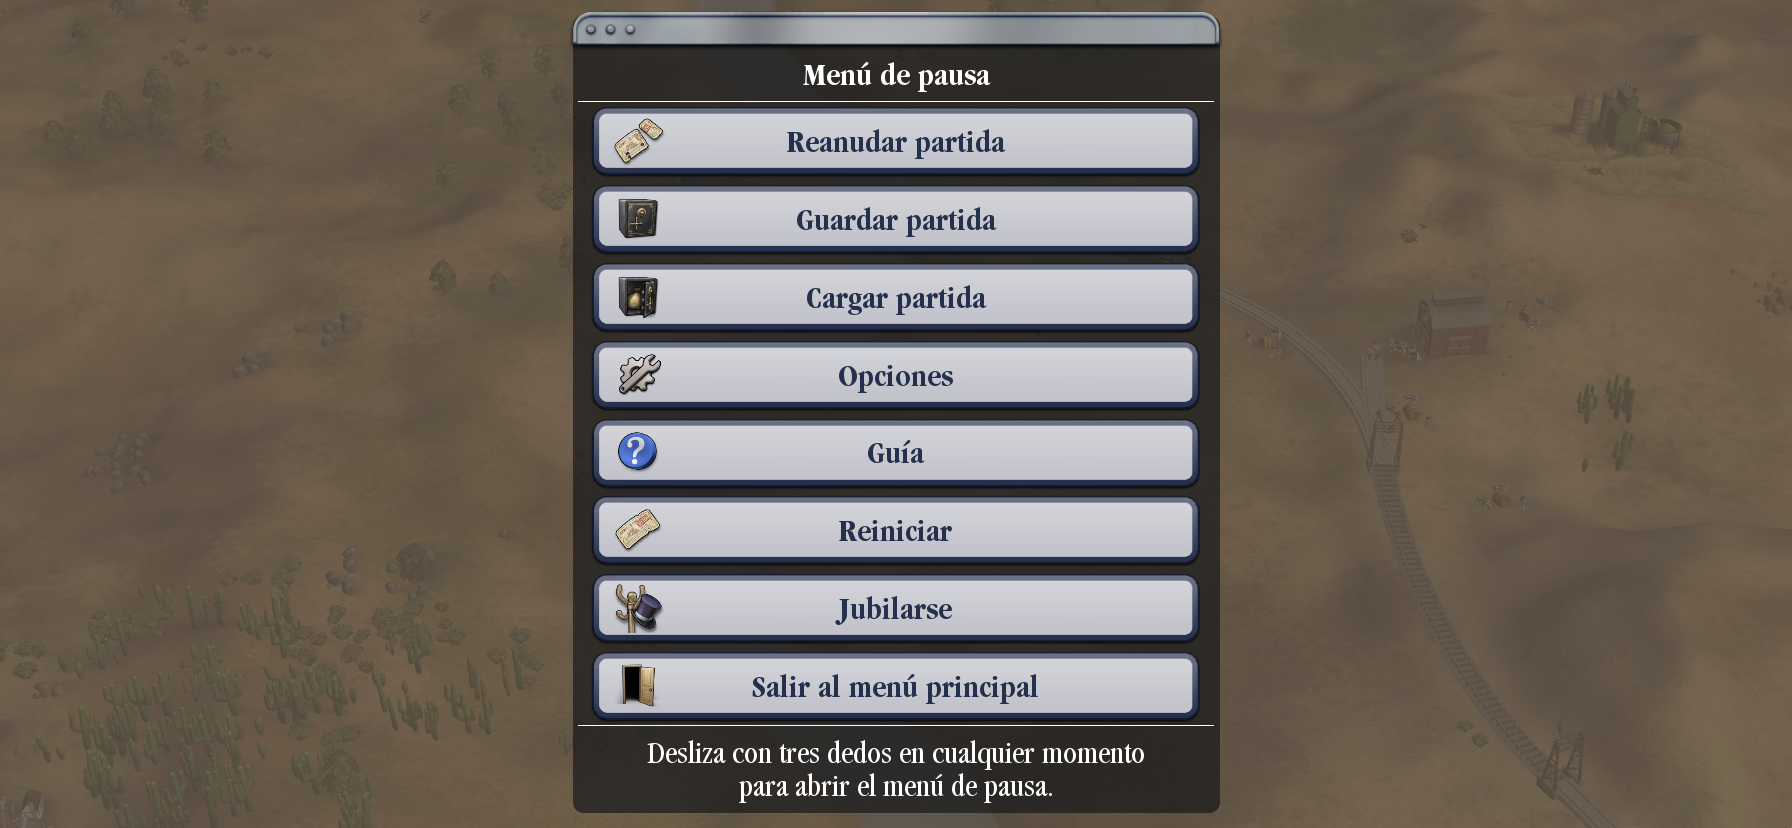 Menú de pausa
Reanudar partida
Guardar partida
Cargar partida
Opciones
Guía
Reiniciar
Jubilarse
Salir al menú principal
Desliza con tres dedos en cualquier momento
para abrir el menú de pausa.